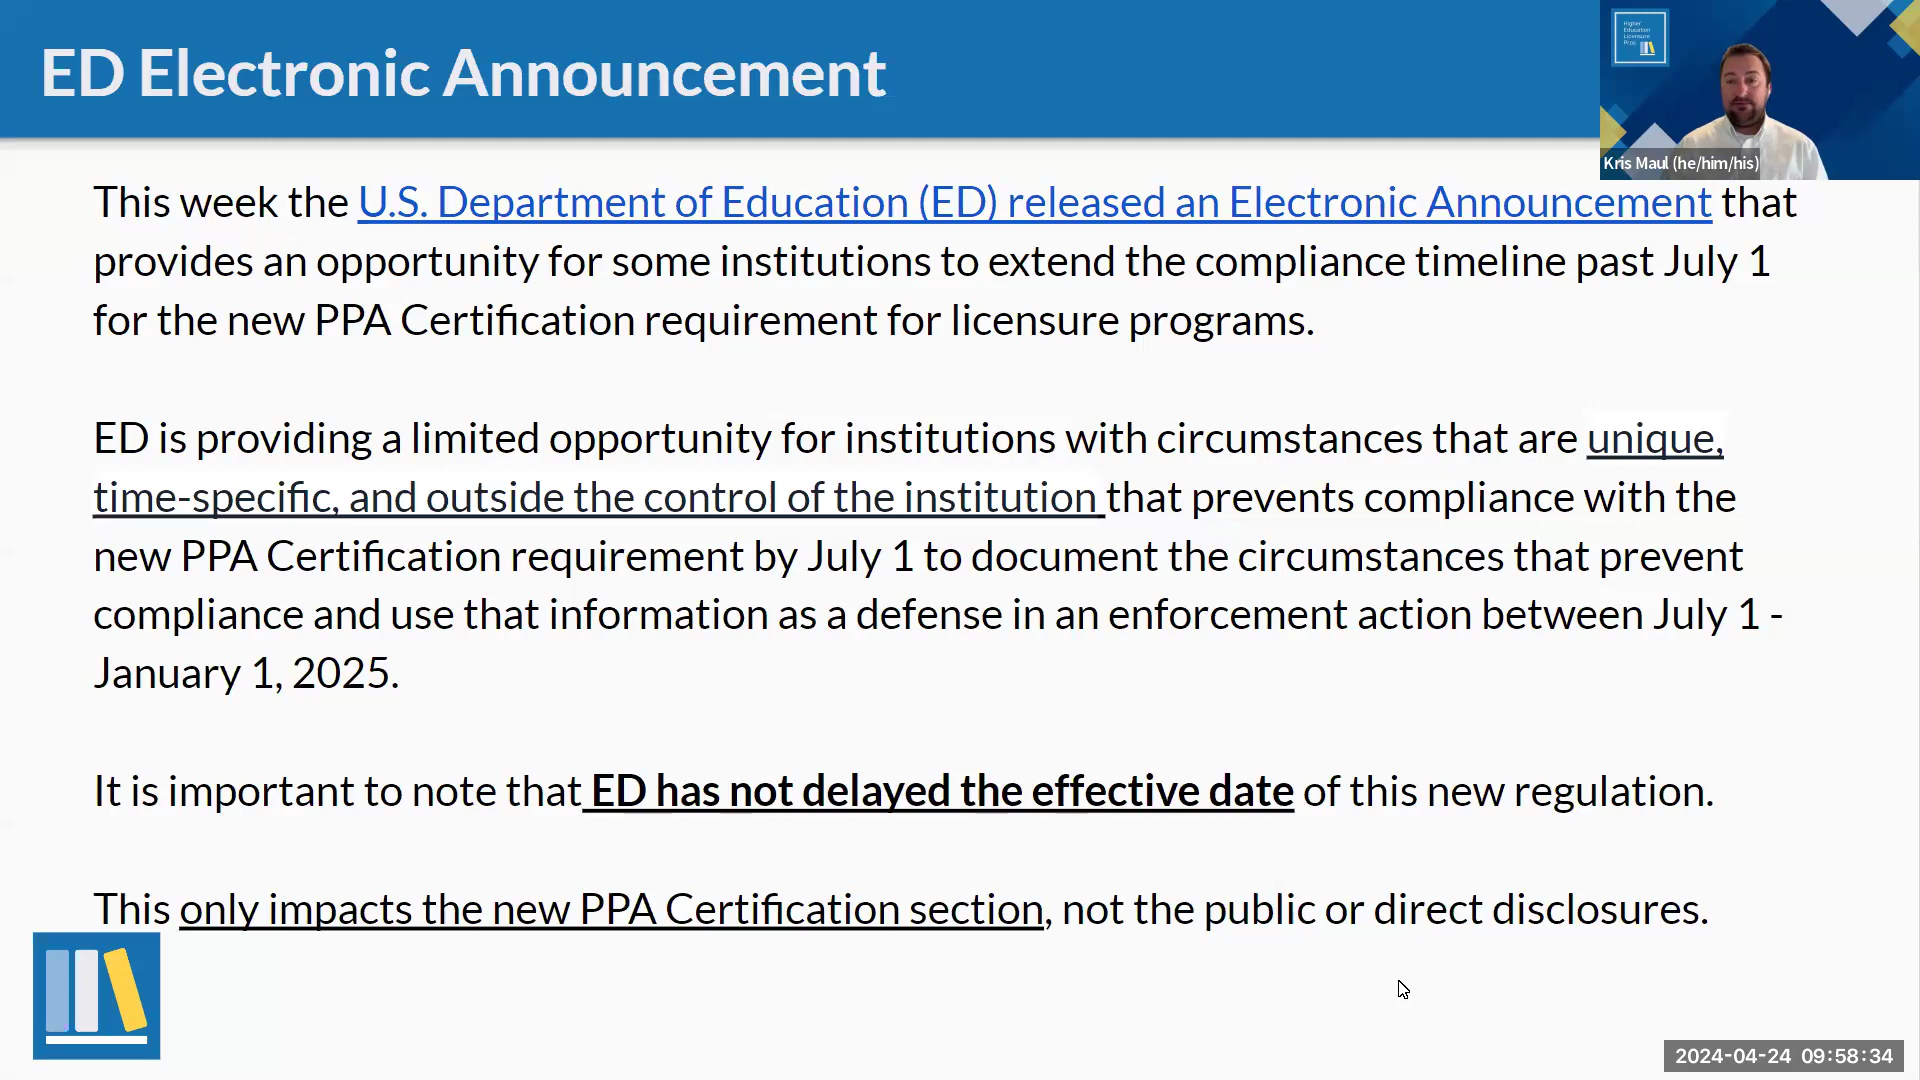 ED Electronic Announcement
Higher
Education
Licensure
Pros
Kris Maul (he/him/his)
This week the U.S. Department of Education (ED) released an Electronic Announcement that
provides an opportunity for some institutions to extend the compliance timeline past July 1
for the new PPA Certification requirement for licensure programs.
ED is providing a limited opportunity for institutions with circumstances that are unique,
time-specific, and outside the control of the institution that prevents compliance with the
new PPA Certification requirement by July 1 to document the circumstances that prevent
compliance and use that information as a defense in an enforcement action between July 1 -
January 1, 2025.
It is important to note that ED has not delayed the effective date of this new regulation.
This only impacts the new PPA Certification section, not the public or direct disclosures.
2024-04-24 09:58:34